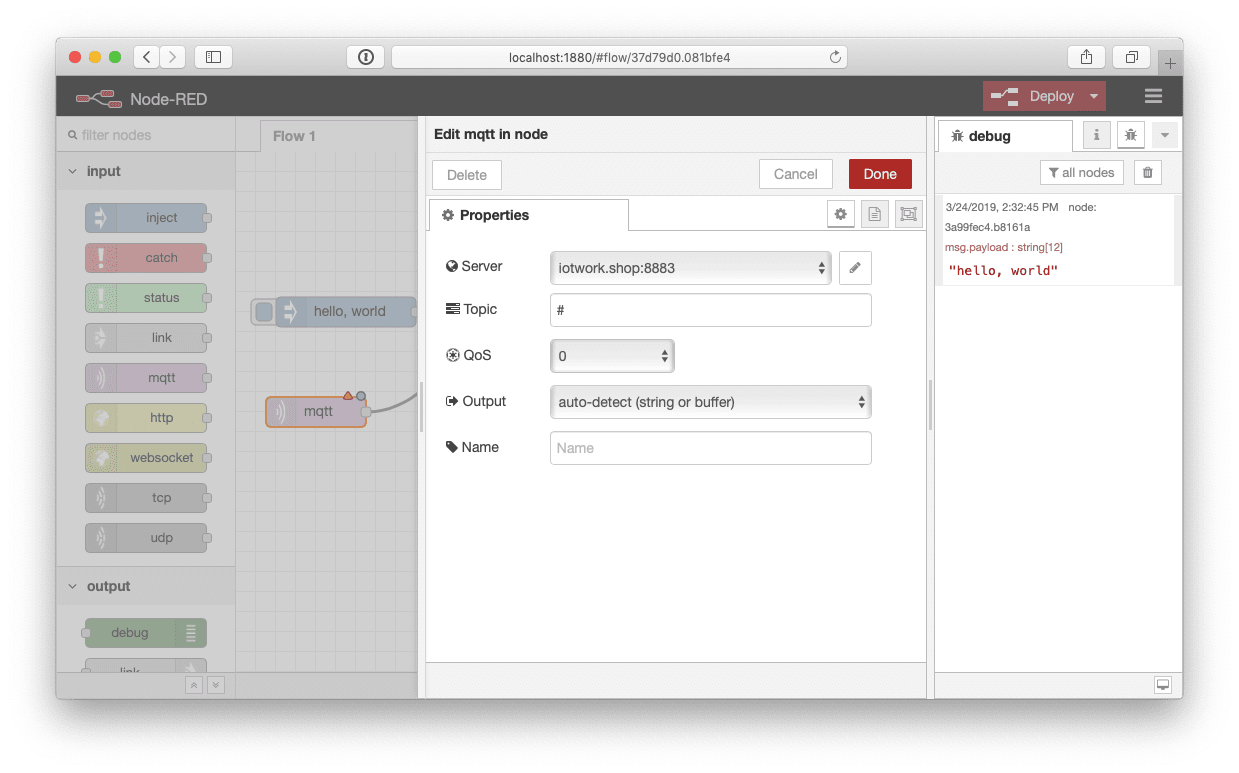 localhost:1880/#flow/37d79d0.081bfe4
Node-RED
Deploy
filter nodes
input
inject
catch
status
link
mqtt
http
websocket
tcp
udp
output
debug
link
Flow 1
hello, world
mqtt
Edit mqtt in node
Delete
Cancel
Done
Properties
Server
iotwork.shop:8883
Topic
#
QoS
0
Output
auto-detect (string or buffer)
Name
Name
debug
i
all nodes
3/24/2019, 2:32:45 PM node:
3a99fec4.b8161a
msg.payload : string[12]
"hello, world"